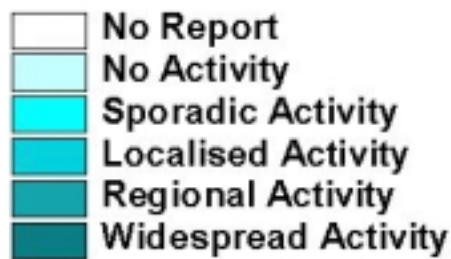 No Report
No Activity
Sporadic Activity
Localised Activity
Regional Activity
Widespread Activity